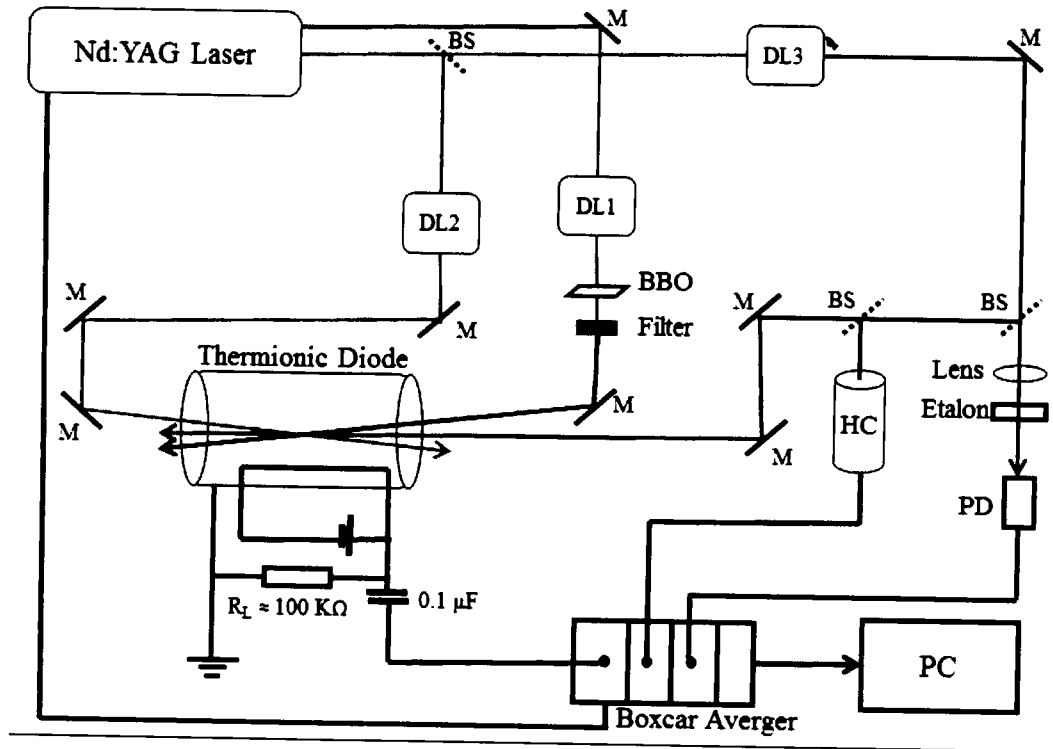 M
Nd:YAG Laser
BS
DL3
M
DL2
DL1
M
BBO
M
BS
BS
M
Filter
Thermionic Diode
Lens
M
M
HC
Etalon
M
PD
R_L ≈ 100 KΩ
0.1 µF
PC
Boxcar Averger